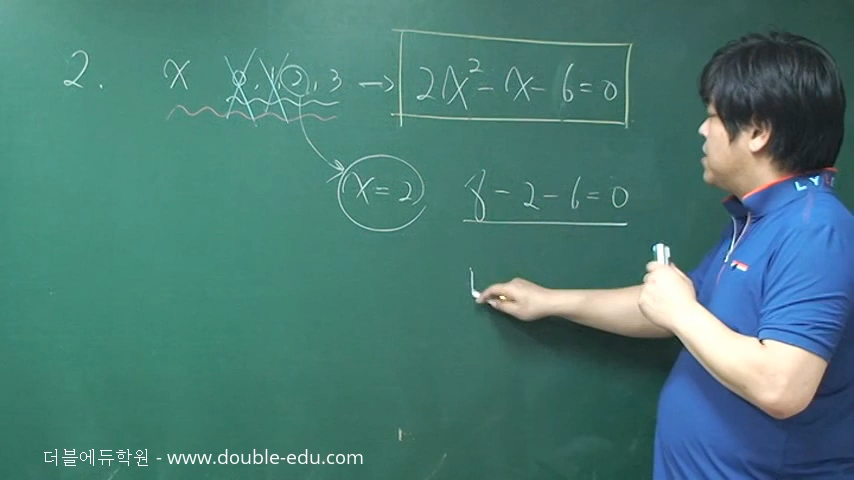 2. x 0, 1, 2, 3 → 2x² - x - 6 = 0
x = 2 8 - 2 - 6 = 0
더블에듀학원 - www.double-edu.com